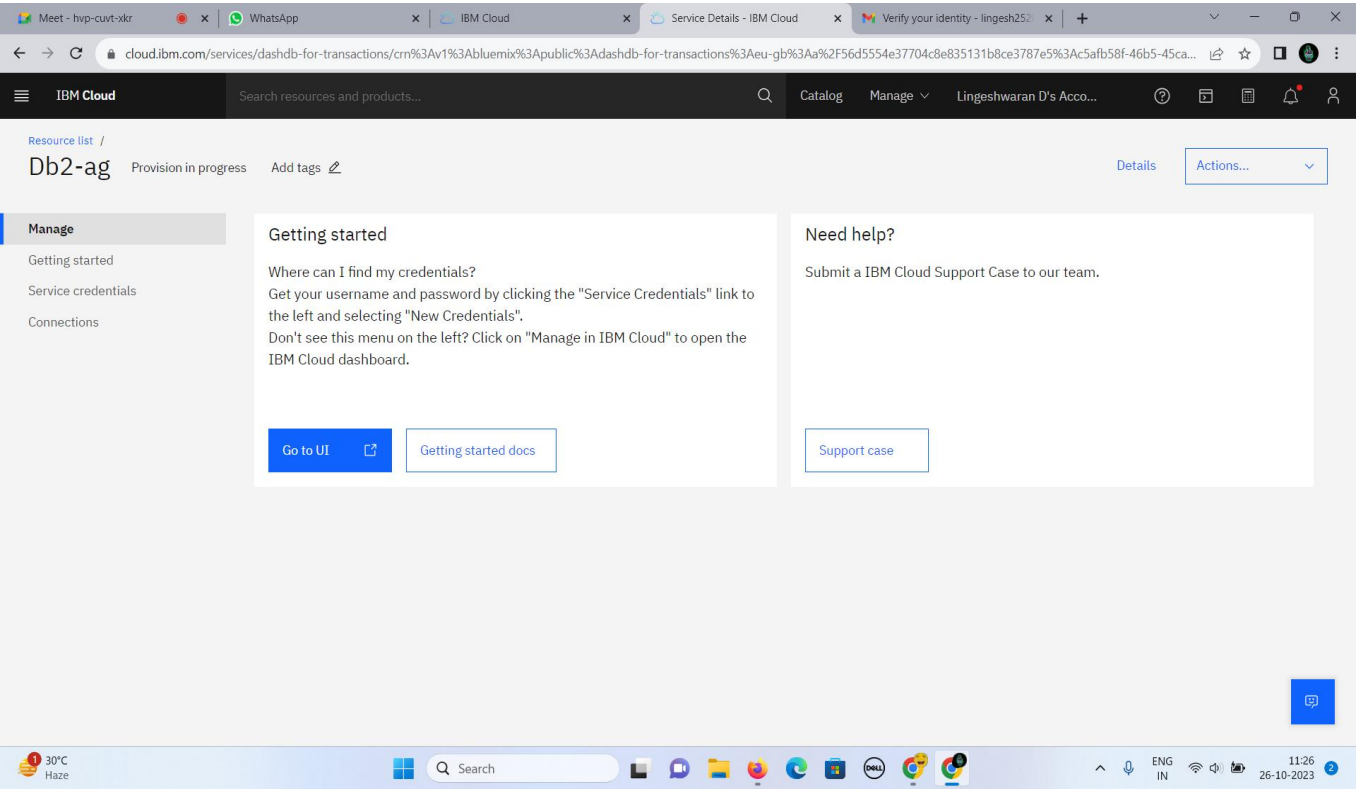 Meet - hvp-cuvt-xkr
WhatsApp
IBM Cloud
Service Details - IBM Cloud
Verify your identity - lingesh252
cloud.ibm.com/services/dashdb-for-transactions/crn%3Av1%3Abluemix%3Apublic%3Adashdb-for-transactions%3Aeu-gb%3Aa%2F56d5554e37704c8e835131b8ce3787e5%3Ac5afb58f-46b5-45ca...
IBM Cloud
Search resources and products...
Catalog
Manage
Lingeshwaran D's Acco...
Resource list /
Db2-ag
Provision in progress
Add tags
Details
Actions...
Manage
Getting started
Service credentials
Connections
Getting started
Where can I find my credentials?
Get your username and password by clicking the "Service Credentials" link to
the left and selecting "New Credentials".
Don't see this menu on the left? Click on "Manage in IBM Cloud" to open the
IBM Cloud dashboard.
Go to UI
Getting started docs
Need help?
Submit a IBM Cloud Support Case to our team.
Support case
1
30°C
Haze
Search
DELL
ENG
IN
11:26
26-10-2023
2